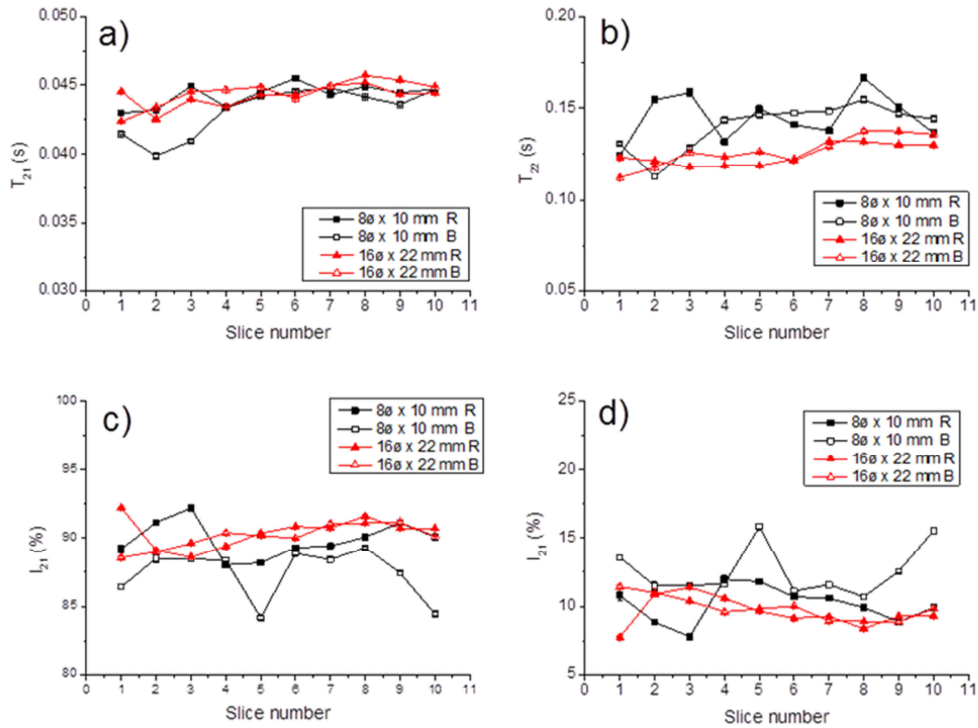 a)
0.050
0.045
0.040
0.035
0.030
T21 (s)
8ø x 10 mm R
8ø x 10 mm B
16ø x 22 mm R
16ø x 22 mm B
0 1 2 3 4 5 6 7 8 9 10 11
Slice number
b)
0.20
0.15
0.10
0.05
T22 (s)
8ø x 10 mm R
8ø x 10 mm B
16ø x 22 mm R
16ø x 22 mm B
0 1 2 3 4 5 6 7 8 9 10 11
Slice number
c)
100
95
90
85
80
I21 (%)
8ø x 10 mm R
8ø x 10 mm B
16ø x 22 mm R
16ø x 22 mm B
0 1 2 3 4 5 6 7 8 9 10 11
Slice number
d)
25
20
15
10
5
I21 (%)
8ø x 10 mm R
8ø x 10 mm B
16ø x 22 mm R
16ø x 22 mm B
0 1 2 3 4 5 6 7 8 9 10 11
Slice number